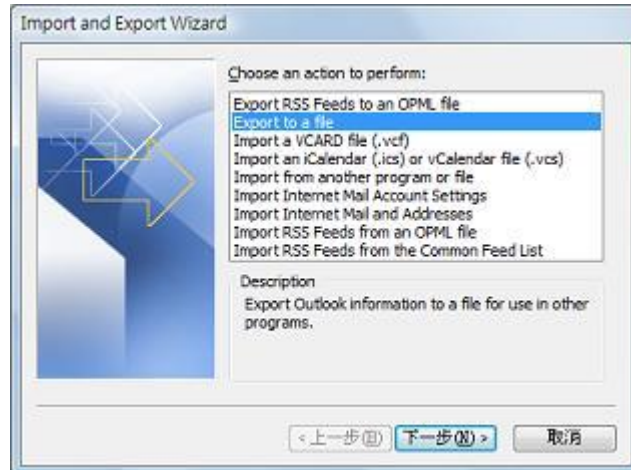 Import and Export Wizard
Choose an action to perform:
Export RSS Feeds to an OPML file
Export to a file
Import a VCARD file (.vcf)
Import an iCalendar (.ics) or vCalendar file (.vcs)
Import from another program or file
Import Internet Mail Account Settings
Import Internet Mail and Addresses
Import RSS Feeds from an OPML file
Import RSS Feeds from the Common Feed List
Description
Export Outlook information to a file for use in other
programs.
<上一步(B) 下一步(N)> 取消